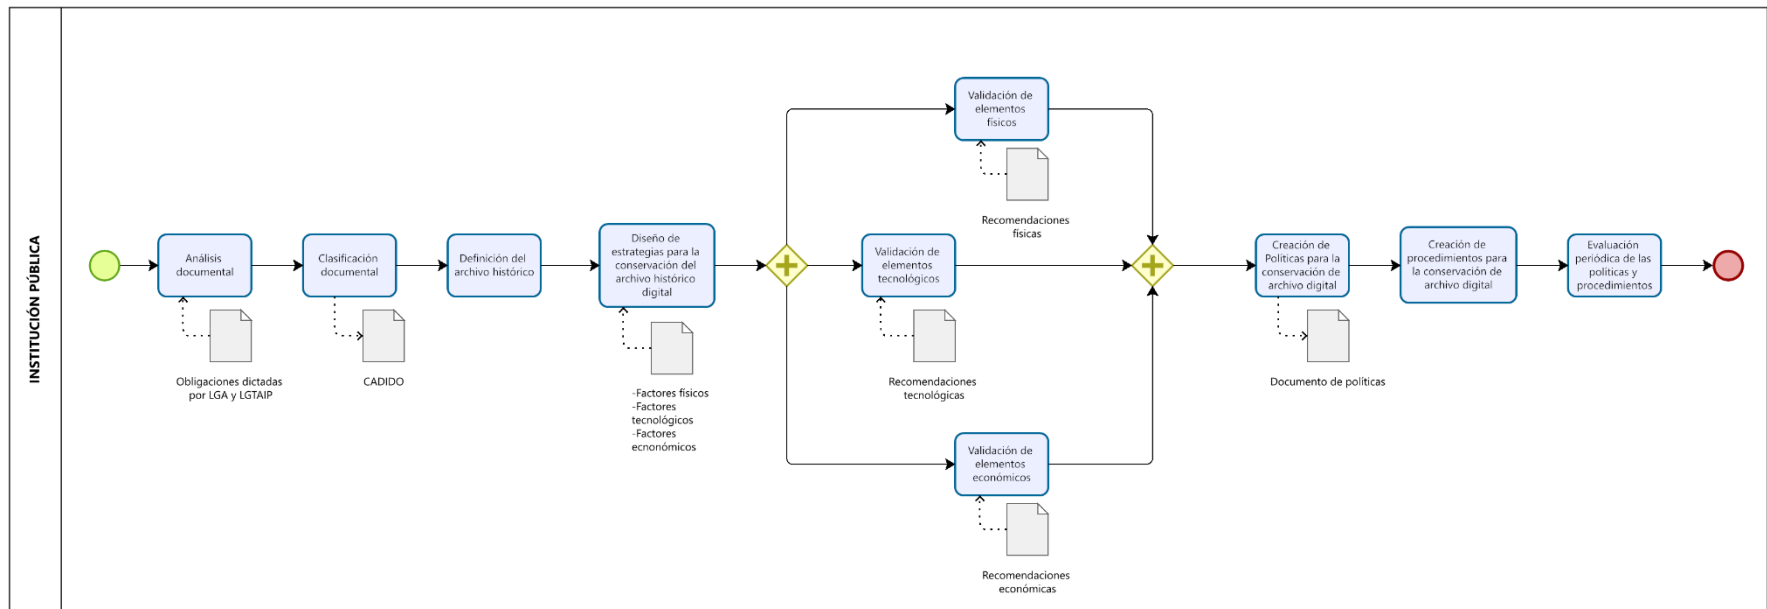 INSTITUCIÓN PÚBLICA
Análisis
documental
Obligaciones dictadas
por LGA y LGTAIP
Clasificación
documental
CADIDO
Definición del
archivo histórico
Diseño de
estrategias para la
conservación del
archivo histórico
digital
-Factores físicos
-Factores
tecnológicos
-Factores
ecnonómicos
Validación de
elementos
físicos
Recomendaciones
físicas
Validación de
elementos
tecnológicos
Recomendaciones
tecnológicas
Validación de
elementos
económicos
Recomendaciones
económicas
Creación de
Políticas para la
conservación de
archivo digital
Documento de políticas
Creación de
procedimientos para
la conservación de
archivo digital
Evaluación
periódica de las
políticas y
procedimientos